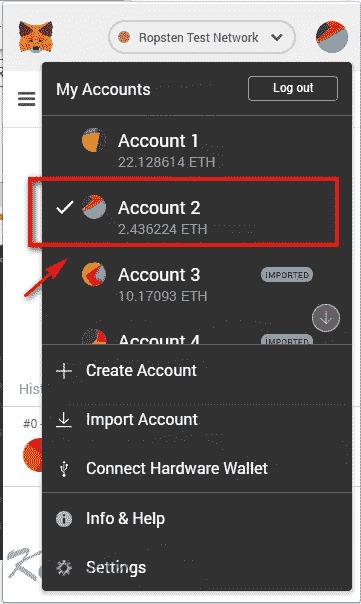 Ropsten Test Network
My Accounts
Log out
Account 1
22.128614 ETH
Account 2
2.436224 ETH
Account 3
IMPORTED
10.17093 ETH
Account 4
IMPORTED
Create Account
Hist
Import Account
#0 -
Connect Hardware Wallet
Info & Help
Settings